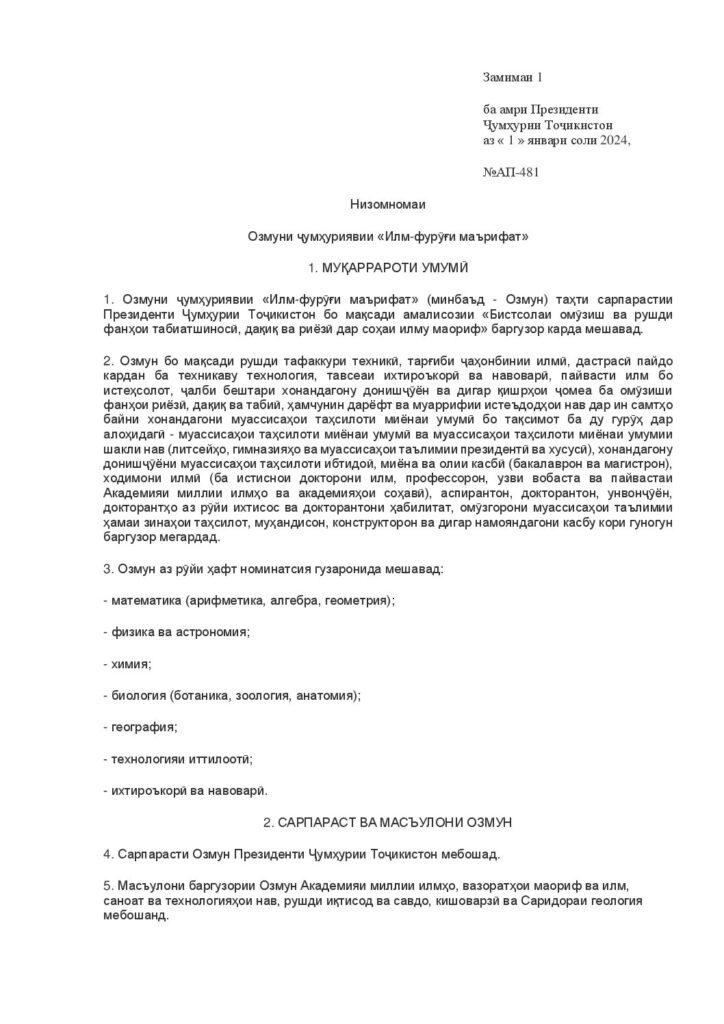 Замимаи 1
ба амри Президенти
Ҷумҳурии Тоҷикистон
аз « 1 » январи соли 2024,
№АП-481
Низомномаи
Озмуни ҷумҳуриявии «Илм-фурӯғи маърифат»
1. МУҚАРРАРОТИ УМУМӢ
1. Озмуни ҷумҳуриявии «Илм-фурӯғи маърифат» (минбаъд - Озмун) таҳти сарпарастии
Президенти Ҷумҳурии Тоҷикистон бо мақсади амалисозии «Бистсолаи омӯзиш ва рушди
фанҳои табиатшиносӣ, дақиқ ва риёзӣ дар соҳаи илму маориф» баргузор карда мешавад.
2. Озмун бо мақсади рушди тафаккури техникӣ, тарғиби ҷаҳонбинии илмӣ, дастрасӣ пайдо
кардан ба техникаву технология, тавсеаи ихтироъкорӣ ва навоварӣ, пайвасти илм бо
истеҳсолот, ҷалби бештари хонандагону донишҷӯён ва дигар қишрҳои ҷомеа ба омӯзиши
фанҳои риёзӣ, дақиқ ва табиӣ, ҳамчунин дарёфт ва муаррифии истеъдодҳои нав дар ин самтҳо
байни хонандагони муассисаҳои таҳсилоти миёнаи умумӣ бо тақсимот ба ду гурӯҳ дар
алоҳидагӣ - муассисаҳои таҳсилоти миёнаи умумӣ ва муассисаҳои таҳсилоти миёнаи умумии
шакли нав (литсейҳо, гимназияҳо ва муассисаҳои таълимии президентӣ ва хусусӣ), хонандагону
донишҷӯёни муассисаҳои таҳсилоти ибтидоӣ, миёна ва олии касбӣ (бакалаврон ва магистрон),
ходимони илмӣ (ба истиснои докторони илм, профессорон, узви вобаста ва пайвастаи
Академияи миллии илмҳо ва академияҳои соҳавӣ), аспирантон, докторантон, унвонҷӯён,
докторантҳо аз рӯйи ихтисос ва докторантони ҳабилитат, омӯзгорони муассисаҳои таълимии
ҳамаи зинаҳои таҳсилот, муҳандисон, конструкторон ва дигар намояндагони касбу кори гуногун
баргузор мегардад.
3. Озмун аз рӯйи ҳафт номинатсия гузаронида мешавад:
- математика (арифметика, алгебра, геометрия);
- физика ва астрономия;
- химия;
- биология (ботаника, зоология, анатомия);
- география;
- технологияи иттилоотӣ;
- ихтироъкорӣ ва навоварӣ.
2. САРПАРАСТ ВА МАСЪУЛОНИ ОЗМУН
4. Сарпарасти Озмун Президенти Ҷумҳурии Тоҷикистон мебошад.
5. Масъулони баргузории Озмун Академияи миллии илмҳо, вазоратҳои маориф ва илм,
саноат ва технологияҳои нав, рушди иқтисод ва савдо, кишоварзӣ ва Саридораи геология
мебошанд.